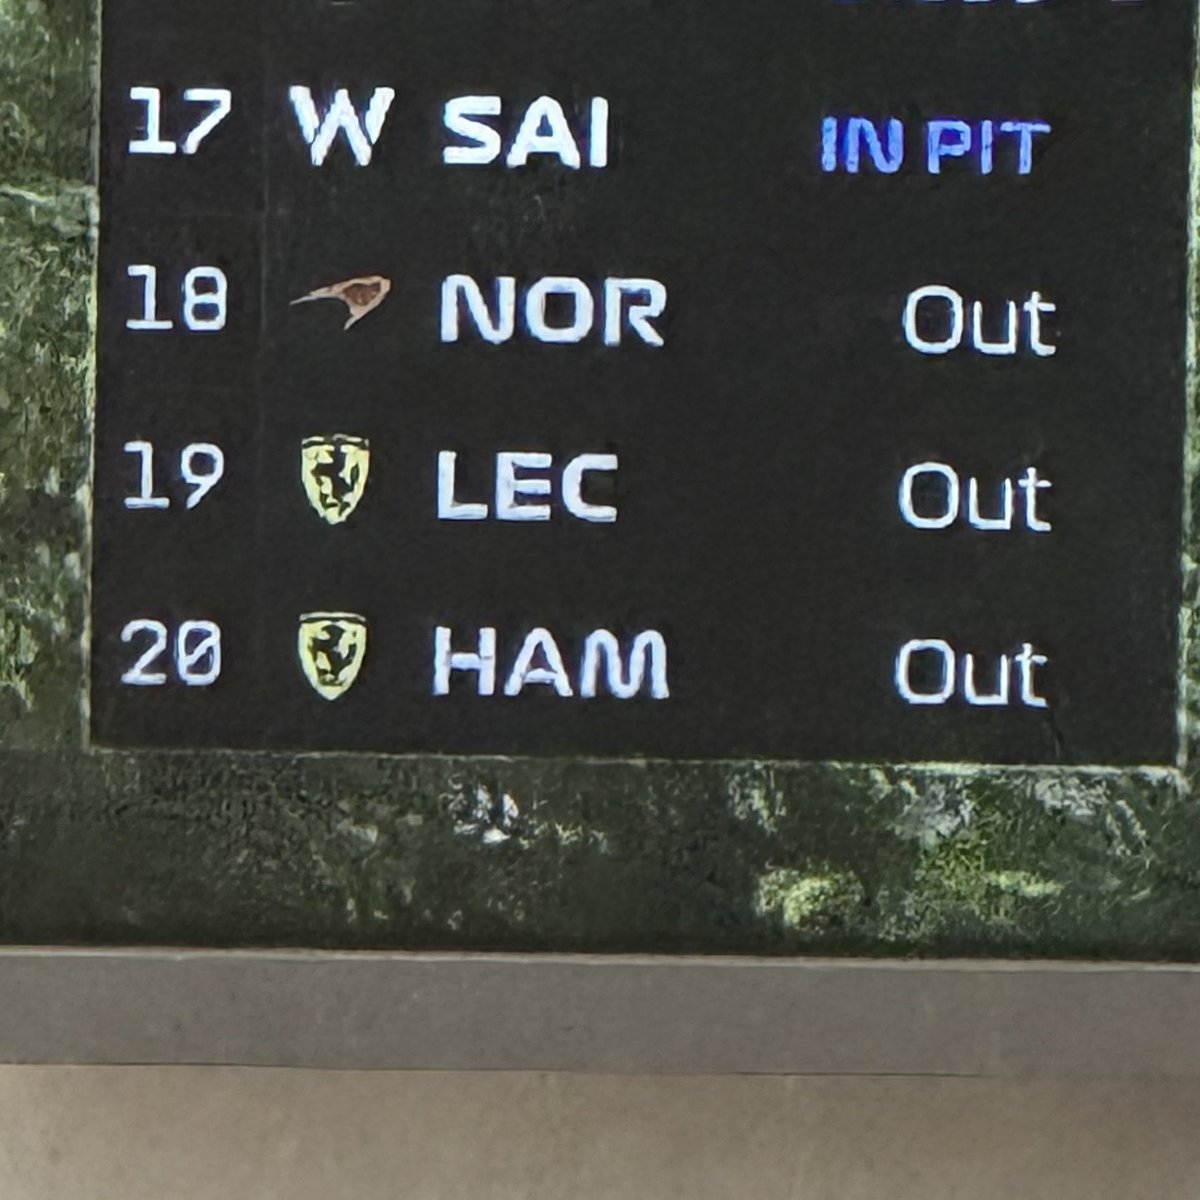 17 W SAI IN PIT
18 NOR Out
19 LEC Out
20 HAM Out